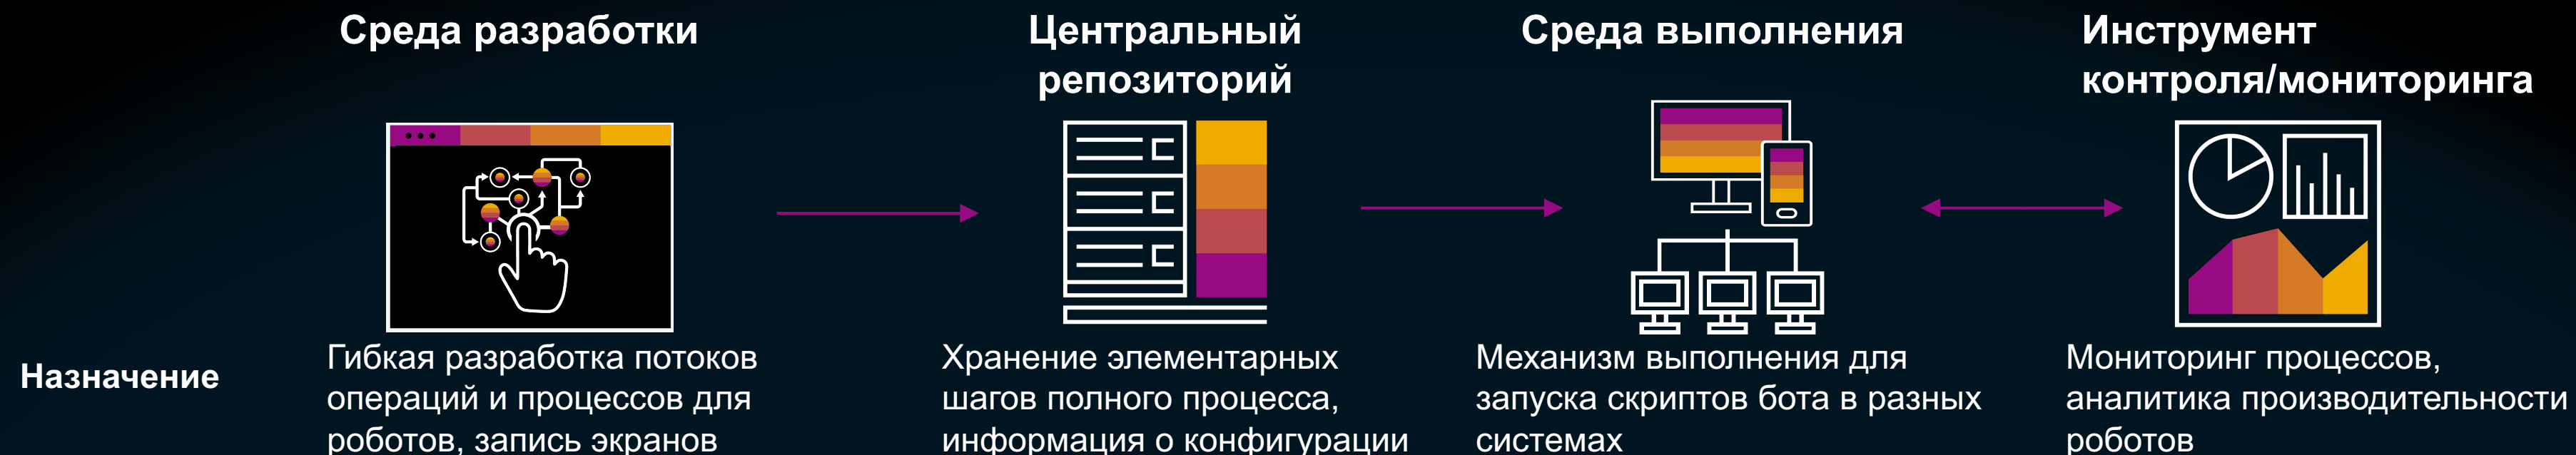 Среда разработки
Центральный
репозиторий
Среда выполнения
Инструмент
контроля/мониторинга
Назначение
Гибкая разработка потоков
операций и процессов для
роботов, запись экранов
Хранение элементарных
шагов полного процесса,
информация о конфигурации
Механизм выполнения для
запуска скриптов бота в разных
системах
Мониторинг процессов,
аналитика производительности
роботов